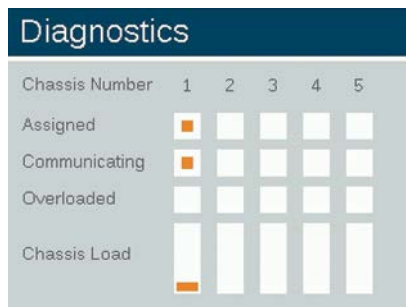 Diagnostics
Chassis Number 1 2 3 4 5
Assigned
Communicating
Overloaded
Chassis Load